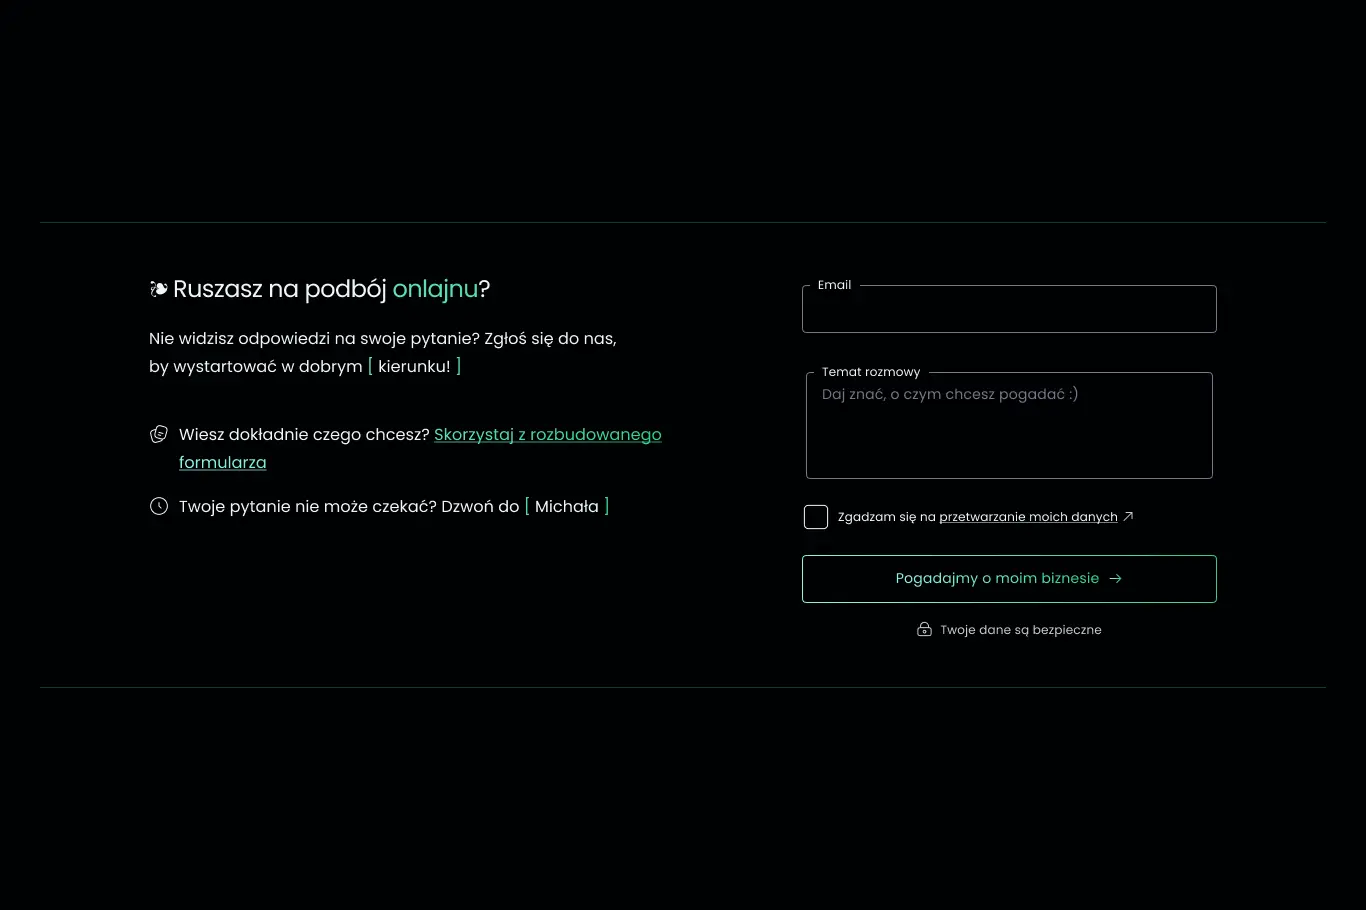 ❧ Ruszasz na podbój onlajnu?
Nie widzisz odpowiedzi na swoje pytanie? Zgłoś się do nas,
by wystartować w dobrym [ kierunku! ]
Wiesz dokładnie czego chcesz? Skorzystaj z rozbudowanego
formularza
Twoje pytanie nie może czekać? Dzwoń do [ Michała ]
Email
Temat rozmowy
Daj znać, o czym chcesz pogadać :)
Zgadzam się na przetwarzanie moich danych ↗
Pogadajmy o moim biznesie →
Twoje dane są bezpieczne